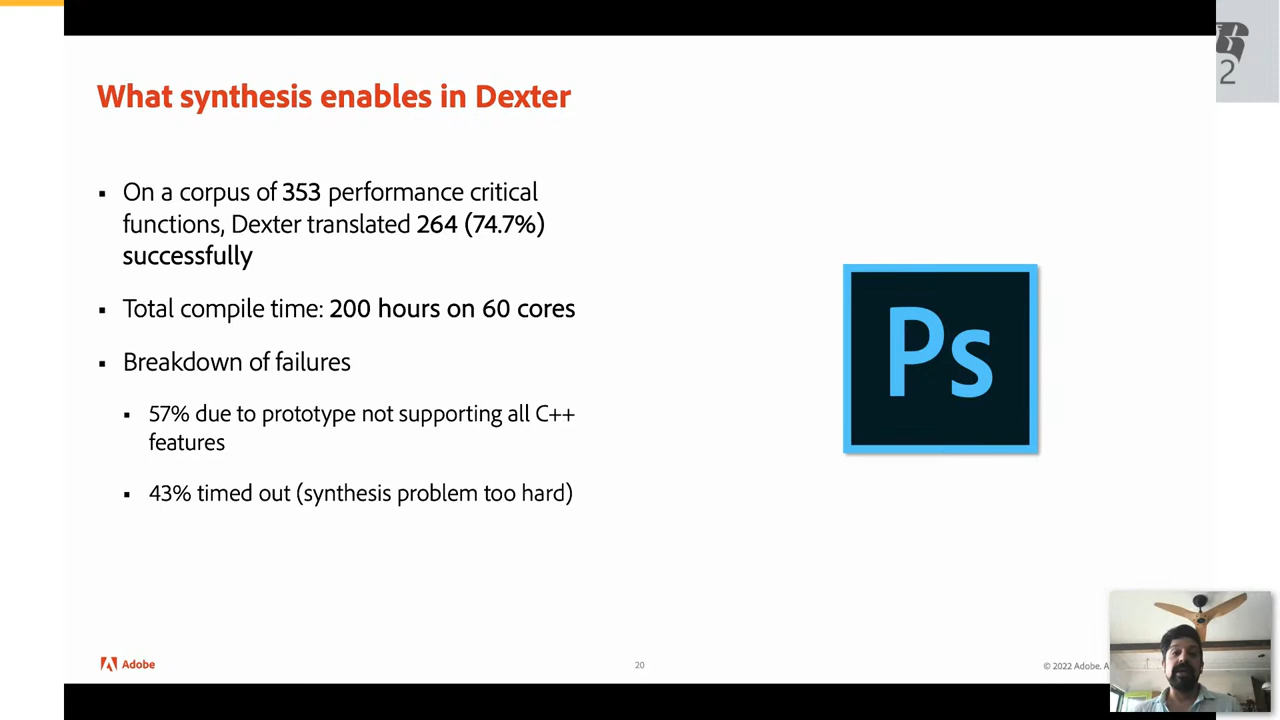 What synthesis enables in Dexter
▪ On a corpus of 353 performance critical
functions, Dexter translated 264 (74.7%)
successfully
▪ Total compile time: 200 hours on 60 cores
▪ Breakdown of failures
▪ 57% due to prototype not supporting all C++
features
▪ 43% timed out (synthesis problem too hard)
Ps
2
Adobe
20
© 2022 Adobe.